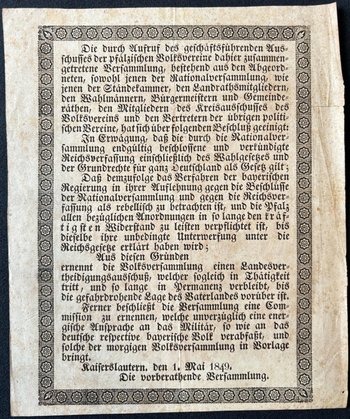 Die durch Aufruf des geschäftsführenden Aus-
schusses der pfälzischen Volksvereine dahier zusammen-
getretene Versammlung, bestehend aus den Abgeord-
neten, sowohl jenen der Nationalversammlung, wie
jenen der Ständekammer, den Landrathsmitgliedern,
den Wahlmännern, Bürgermeistern und Gemeinde-
räthen, den Mitgliedern des Kreisausschusses des
Volksvereins und den Vertretern der übrigen politi-
schen Vereine, hat sich über folgenden Beschluß geeinigt:
In Erwägung, daß die durch die Nationalver-
sammlung endgültig beschlossene und verkündigte
Reichsverfassung einschließlich des Wahlgesetzes und
der Grundrechte für ganz Deutschland als Gesetz gilt;
Daß demzufolge das Verfahren der bayerischen
Regierung in ihrer Auflehnung gegen die Beschlüsse
der Nationalversammlung und gegen die Reichsver-
fassung als rebellisch zu betrachten ist, und die Pfalz
allen bezüglichen Anordnungen in so lange den kräf-
tigsten Widerstand zu leisten verpflichtet ist, bis
dieselbe ihre unbedingte Unterwerfung unter die
Reichsgesetze erklärt haben wird;
Aus diesen Gründen
ernennt die Volksversammlung einen Landesver-
theidigungsausschuß, welcher sogleich in Thätigkeit
tritt, und so lange in Permanenz verbleibt, bis
die gefahrdrohende Lage des Vaterlandes vorüber ist.
Ferner beschließt die Versammlung eine Com-
mission zu ernennen, welche unverzüglich eine ener-
gische Ansprache an das Militär, so wie an das
deutsche respective bayerische Volk verabfaßt, und
solche der morgigen Volksversammlung in Vorlage
bringt.
Kaiserslautern, den 1. Mai 1849.
Die vorberathende Versammlung.